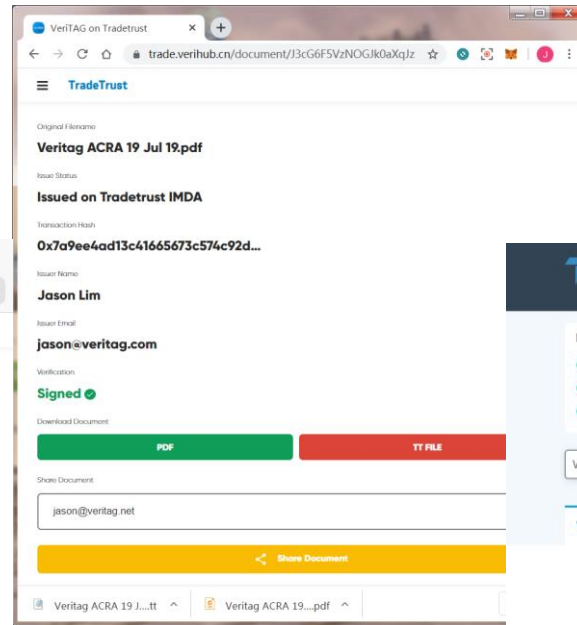 VeriTAG on Tradetrust
trade.verihub.cn/document/J3cG6F5VzNOGJk0aXqJz
J
TradeTrust
Original Filename
Veritag ACRA 19 Jul 19.pdf
Issue Status
Issued on Tradetrust IMDA
Transaction Hash
0x7a9ee4ad13c41665673c574c92d...
Issuer Name
Jason Lim
Issuer Email
jason@veritag.com
Verification
Signed
Download Document
PDF
TT FILE
Share Document
jason@veritag.net
Share Document
Veritag ACRA 19 J....tt
Veritag ACRA 19....pdf